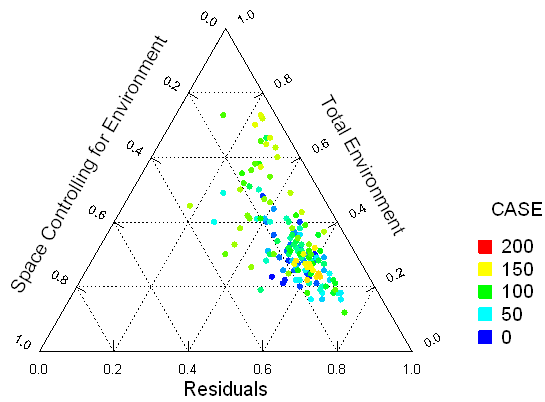 0.0 1.0
0.2 0.8
0.4 0.6
0.6 0.4
0.8 0.2
1.0 0.0
Space Controlling for Environment
Total Environment
0.0 0.2 0.4 0.6 0.8 1.0
Residuals
CASE
200
150
100
50
0